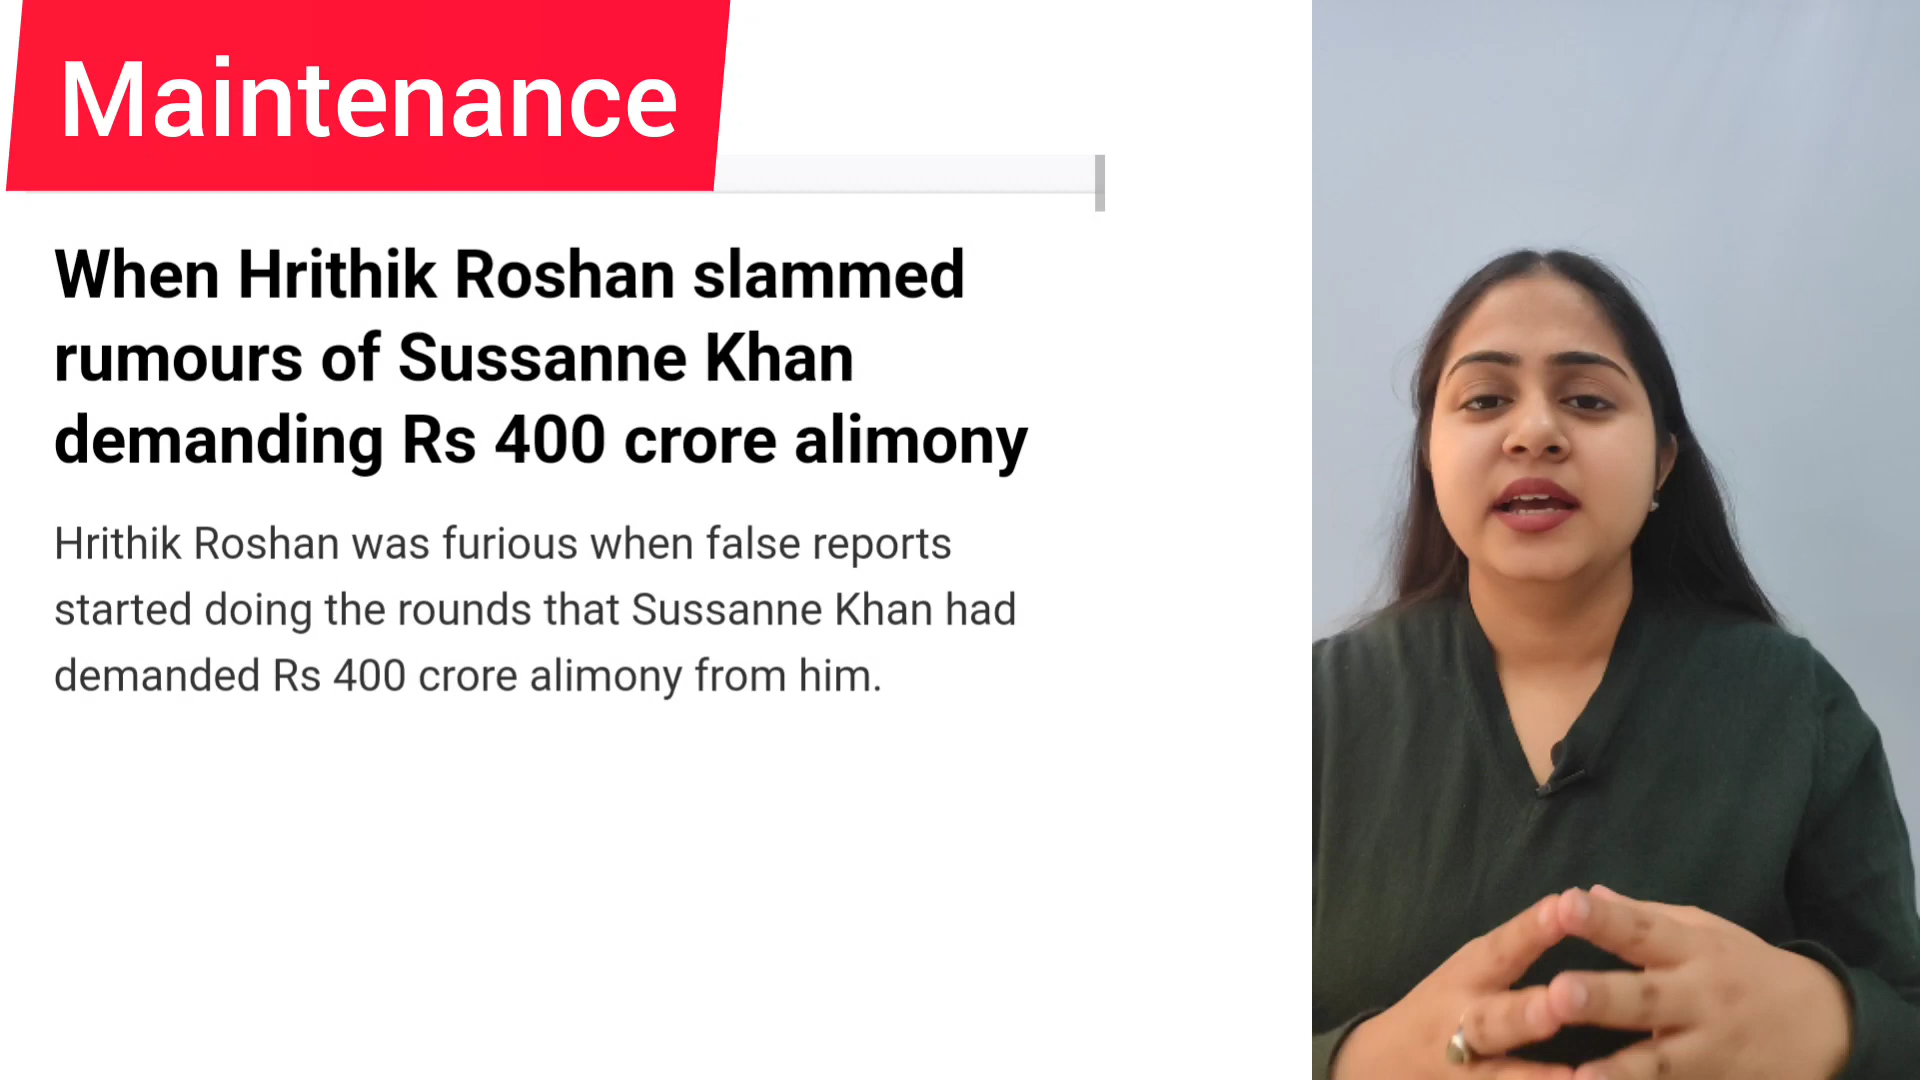 Maintenance
When Hrithik Roshan slammed
rumours of Sussanne Khan
demanding Rs 400 crore alimony
Hrithik Roshan was furious when false reports
started doing the rounds that Sussanne Khan had
demanded Rs 400 crore alimony from him.